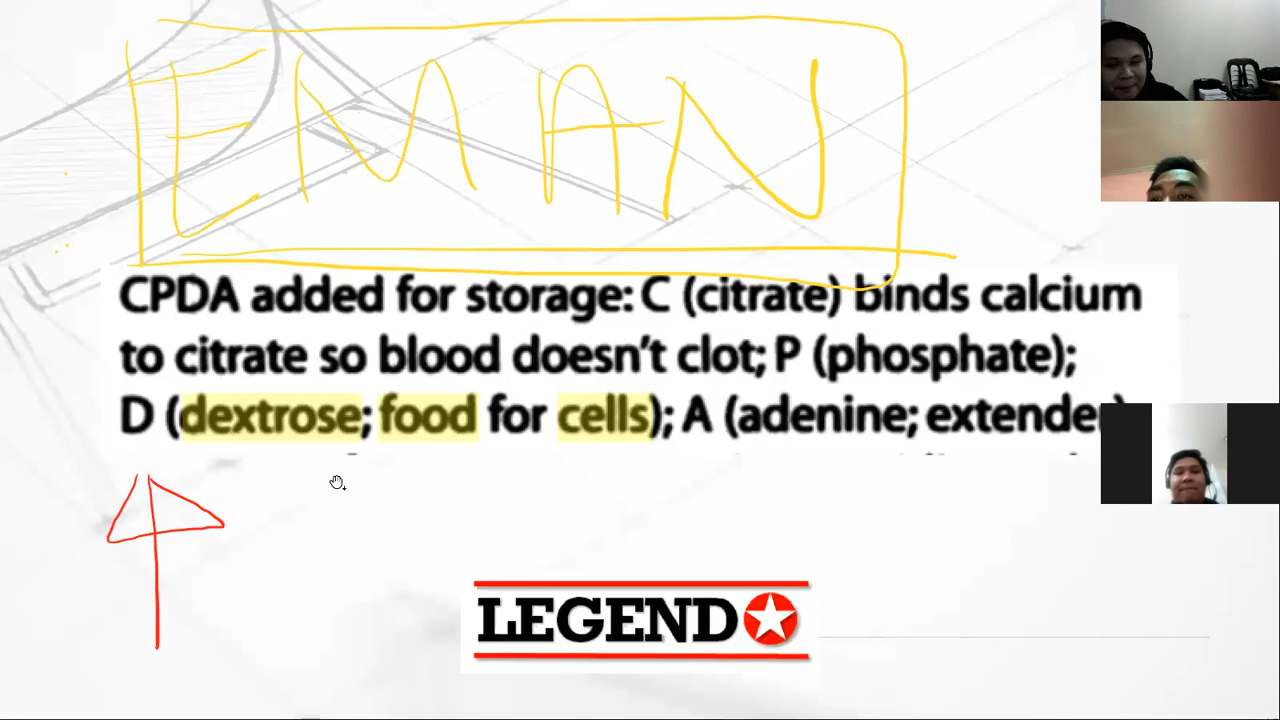 EMAN
CPDA added for storage: C (citrate) binds calcium
to citrate so blood doesn't clot; P (phosphate);
D (dextrose; food for cells); A (adenine; extender)
LEGEND